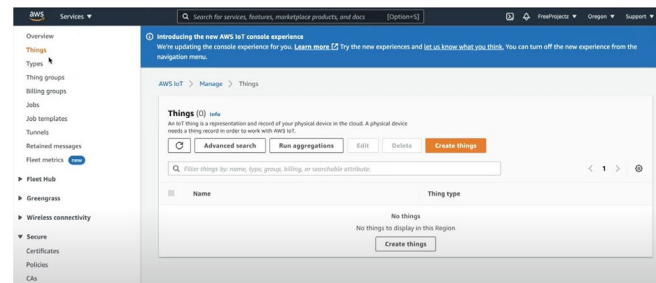 aws Services ▼ Search for services, features, marketplace products, and docs [Option+S] FreeProjectz ▼ Oregon ▼ Support ▼
Overview
Things
Types
Thing groups
Billing groups
Jobs
Job templates
Tunnels
Retained messages
Fleet metrics new
Fleet Hub
Greengrass
Wireless connectivity
Secure
Certificates
Policies
CAs
Introducing the new AWS IoT console experience
We're updating the console experience for you. Learn more Try the new experiences and let us know what you think. You can turn off the new experience from the
navigation menu.
AWS IoT > Manage > Things
Things (0) Info
An IoT thing is a representation and record of your physical device in the cloud. A physical device
needs a thing record in order to work with AWS IoT.
Advanced search Run aggregations Edit Delete Create things
Filter things by: name, type, group, billing, or searchable attribute.
< 1 >
Name Thing type
No things
No things to display in this Region
Create things